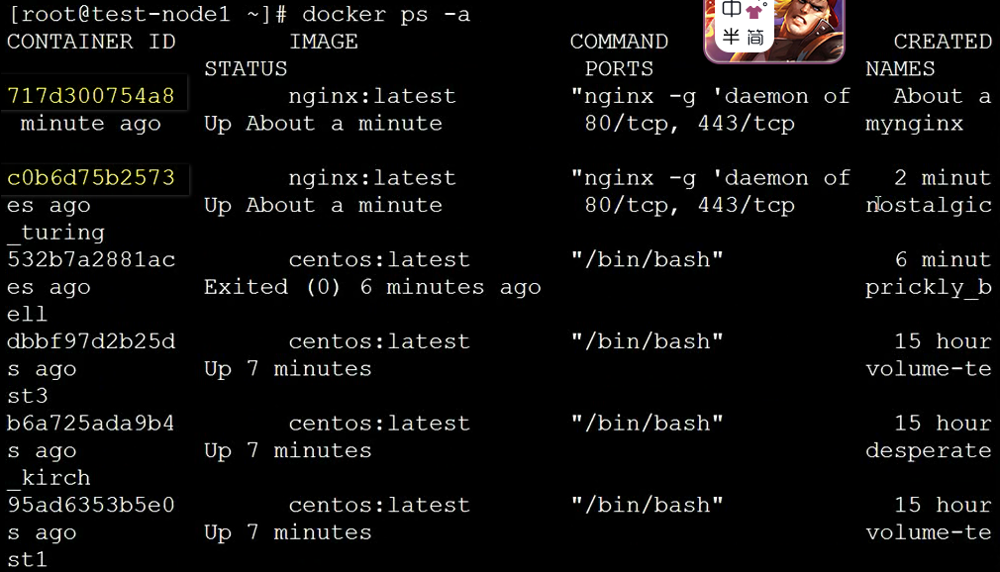 [root@test-node1 ~]# docker ps -a
CONTAINER ID IMAGE COMMAND CREATED
STATUS PORTS NAMES
717d300754a8 nginx:latest "nginx -g 'daemon of About a
minute ago Up About a minute 80/tcp, 443/tcp mynginx
c0b6d75b2573 nginx:latest "nginx -g 'daemon of 2 minut
es ago Up About a minute 80/tcp, 443/tcp nostalgic
_turing
532b7a2881ac centos:latest "/bin/bash" 6 minut
es ago Exited (0) 6 minutes ago prickly_b
ell
dbbf97d2b25d centos:latest "/bin/bash" 15 hour
s ago Up 7 minutes volume-te
st3
b6a725ada9b4 centos:latest "/bin/bash" 15 hour
s ago Up 7 minutes desperate
_kirch
95ad6353b5e0 centos:latest "/bin/bash" 15 hour
s ago Up 7 minutes volume-te
st1
中
半 简